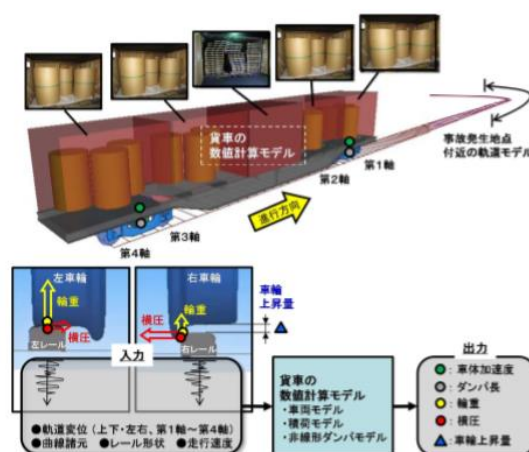 貨車の
数値計算モデル
事故発生地点
付近の軌道モデル
第1軸
第2軸
進行方向
第3軸
第4軸
左車輪
輪重
横圧
左レール
右車輪
輪重
横圧
右レール
車輪
上昇量
入力
●軌道変位(上下・左右、第1軸～第4軸)
●曲線諸元 ●レール形状 ●走行速度
貨車の
数値計算モデル
・車両モデル
・積荷モデル
・非線形ダンパモデル
出力
：車体加速度
：ダンパ長
：輪重
：横圧
：車輪上昇量